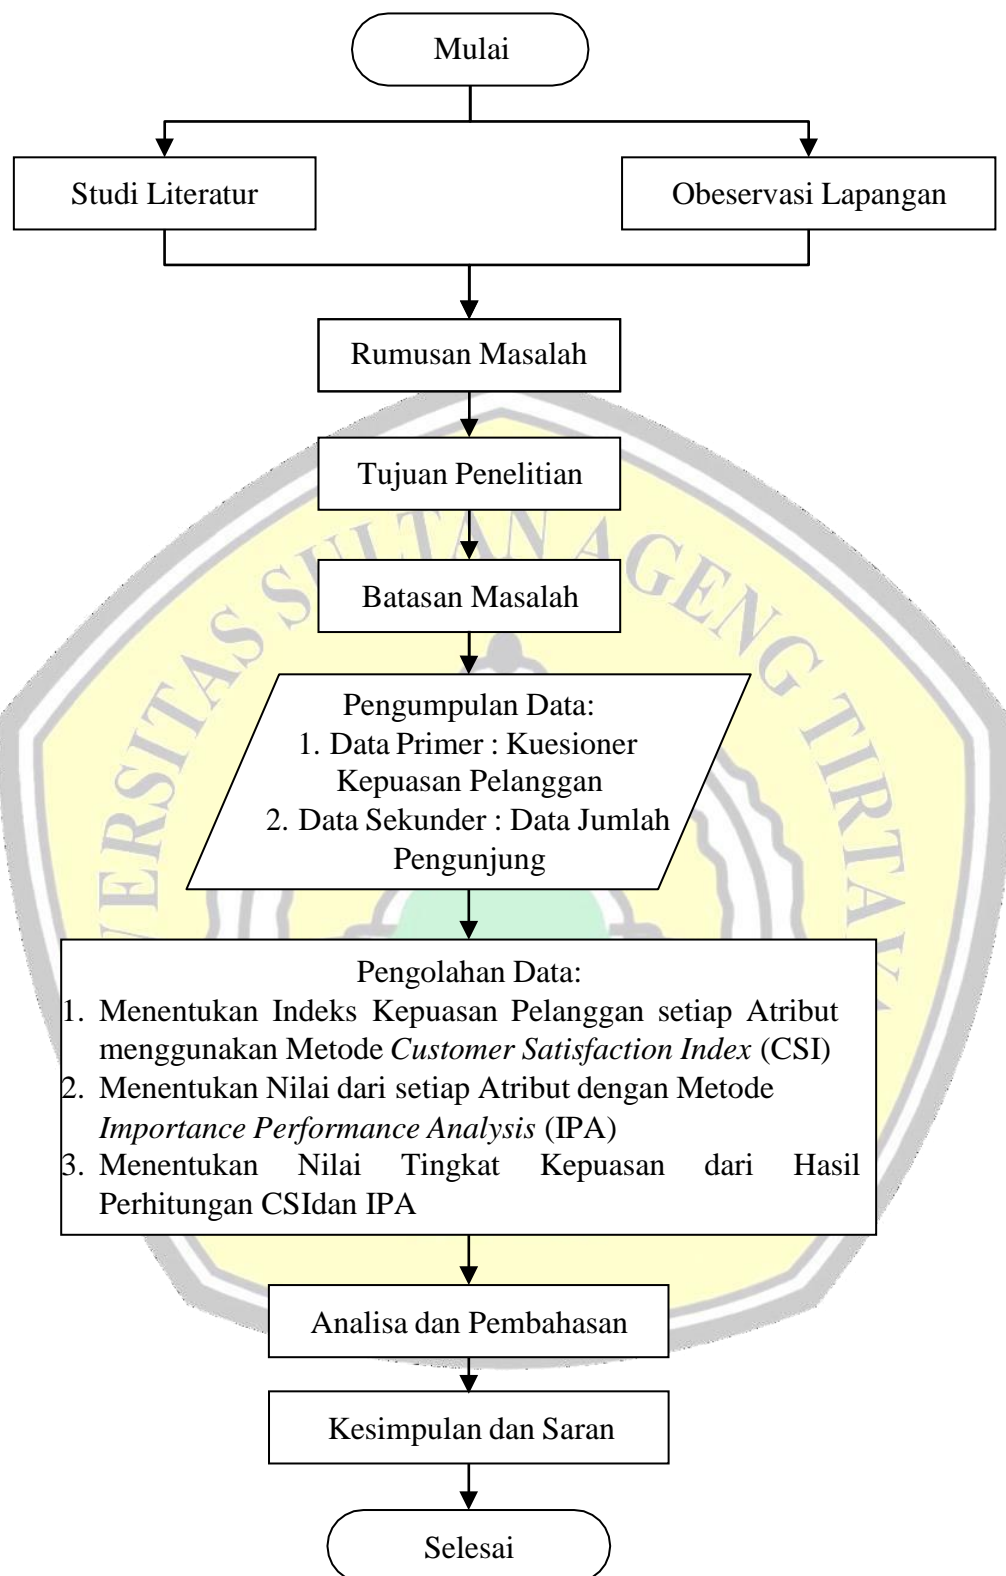 Mulai
Studi Literatur
Obeservasi Lapangan
Rumusan Masalah
Tujuan Penelitian
Batasan Masalah
Pengumpulan Data:
1. Data Primer : Kuesioner
Kepuasan Pelanggan
2. Data Sekunder : Data Jumlah
Pengunjung
Pengolahan Data:
1. Menentukan Indeks Kepuasan Pelanggan setiap Atribut
menggunakan Metode Customer Satisfaction Index (CSI)
2. Menentukan Nilai dari setiap Atribut dengan Metode
Importance Performance Analysis (IPA)
3. Menentukan Nilai Tingkat Kepuasan dari Hasil
Perhitungan CSIdan IPA
Analisa dan Pembahasan
Kesimpulan dan Saran
Selesai
SULTAN AGENG